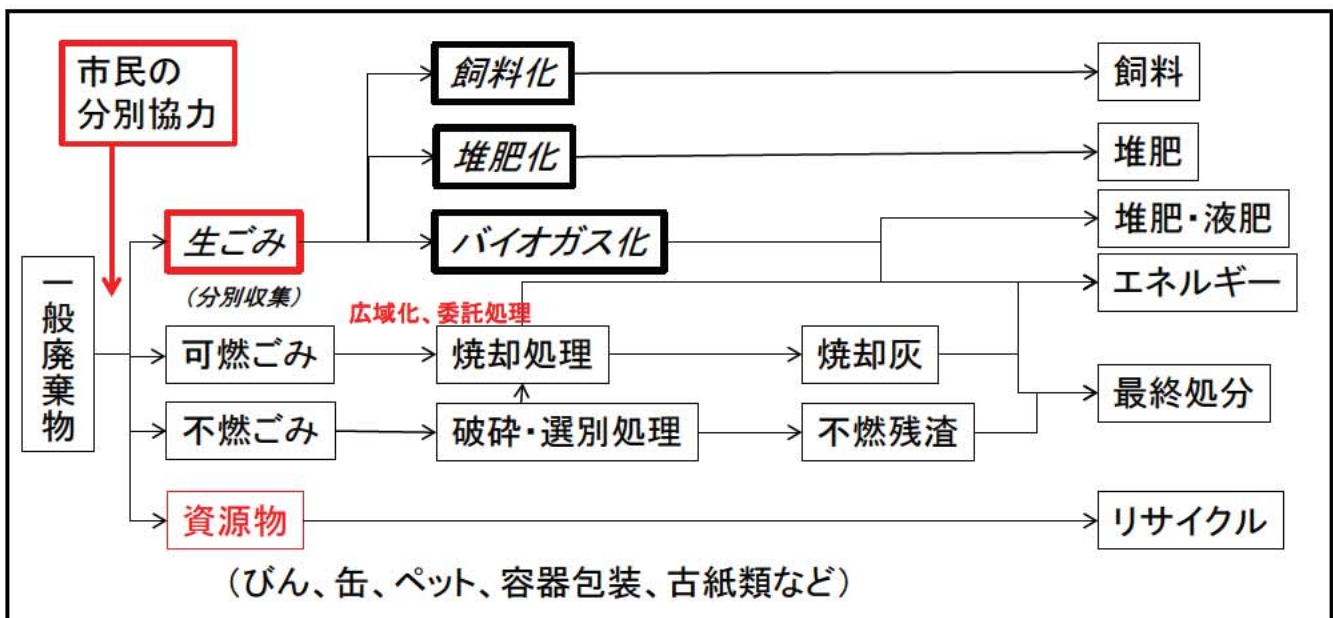 市民の
分別協力
飼料化
飼料
堆肥化
堆肥
生ごみ
バイオガス化
堆肥・液肥
(分別収集)
エネルギー
一般廃棄物
広域化、委託処理
可燃ごみ
焼却処理
焼却灰
最終処分
不燃ごみ
破砕・選別処理
不燃残渣
資源物
リサイクル
(びん、缶、ペット、容器包装、古紙類など)